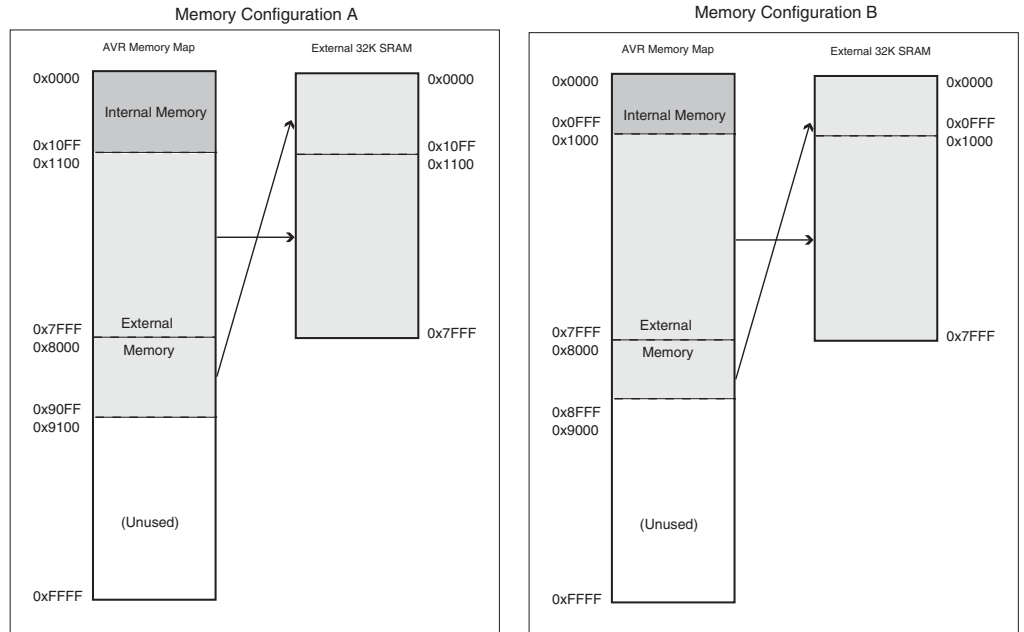 Memory Configuration A
AVR Memory Map
External 32K SRAM
0x0000
Internal Memory
0x10FF
0x1100
0x7FFF
External
0x8000
Memory
0x90FF
0x9100
(Unused)
0xFFFF
0x0000
0x10FF
0x1100
0x7FFF
Memory Configuration B
AVR Memory Map
External 32K SRAM
0x0000
Internal Memory
0x0FFF
0x1000
0x7FFF
External
0x8000
Memory
0x8FFF
0x9000
(Unused)
0xFFFF
0x0000
0x0FFF
0x1000
0x7FFF